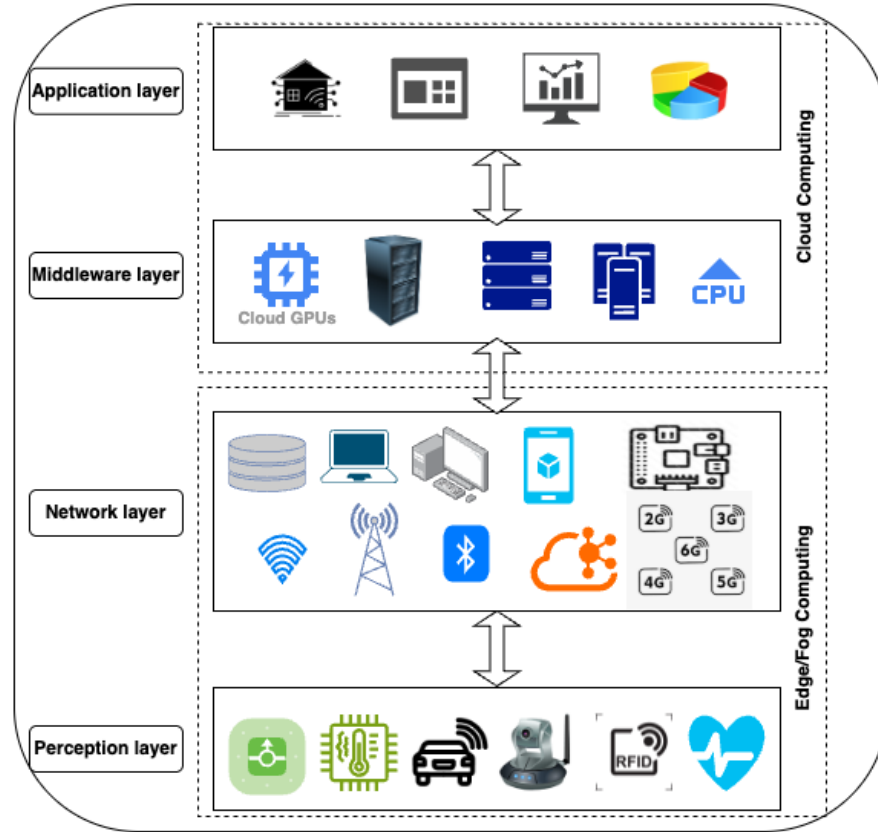 Application layer
Cloud Computing
Middleware layer
Cloud GPUs
CPU
Network layer
2G
3G
6G
4G
5G
Edge/Fog Computing
Perception layer
RFID